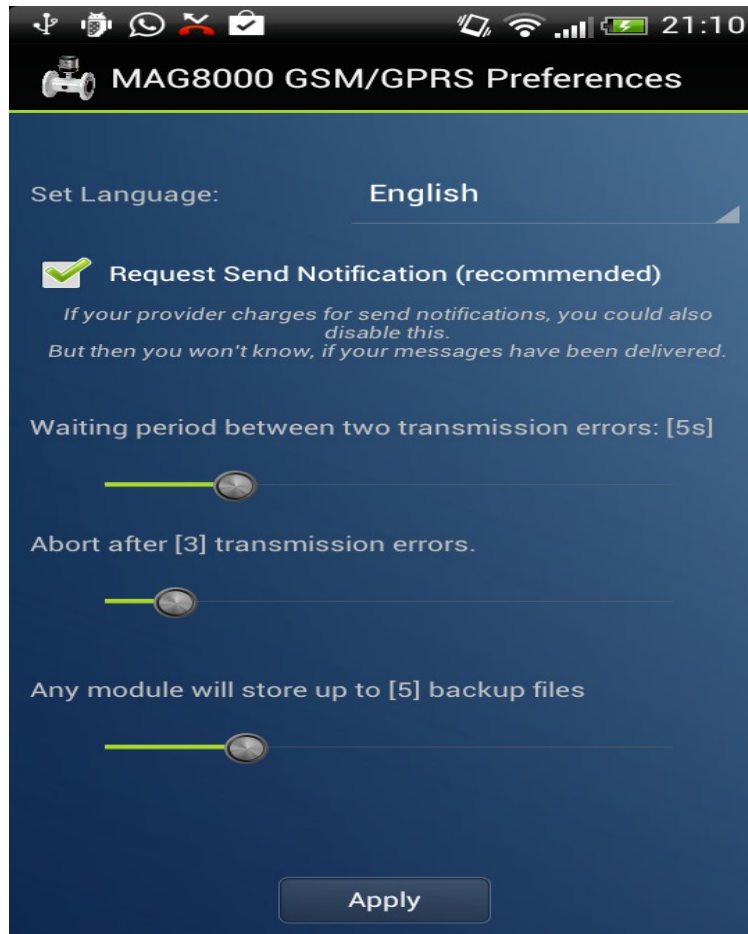 21:10
MAG8000 GSM/GPRS Preferences
Set Language:
English
Request Send Notification (recommended)
If your provider charges for send notifications, you could also
disable this.
But then you won't know, if your messages have been delivered.
Waiting period between two transmission errors: [5s]
Abort after [3] transmission errors.
Any module will store up to [5] backup files
Apply